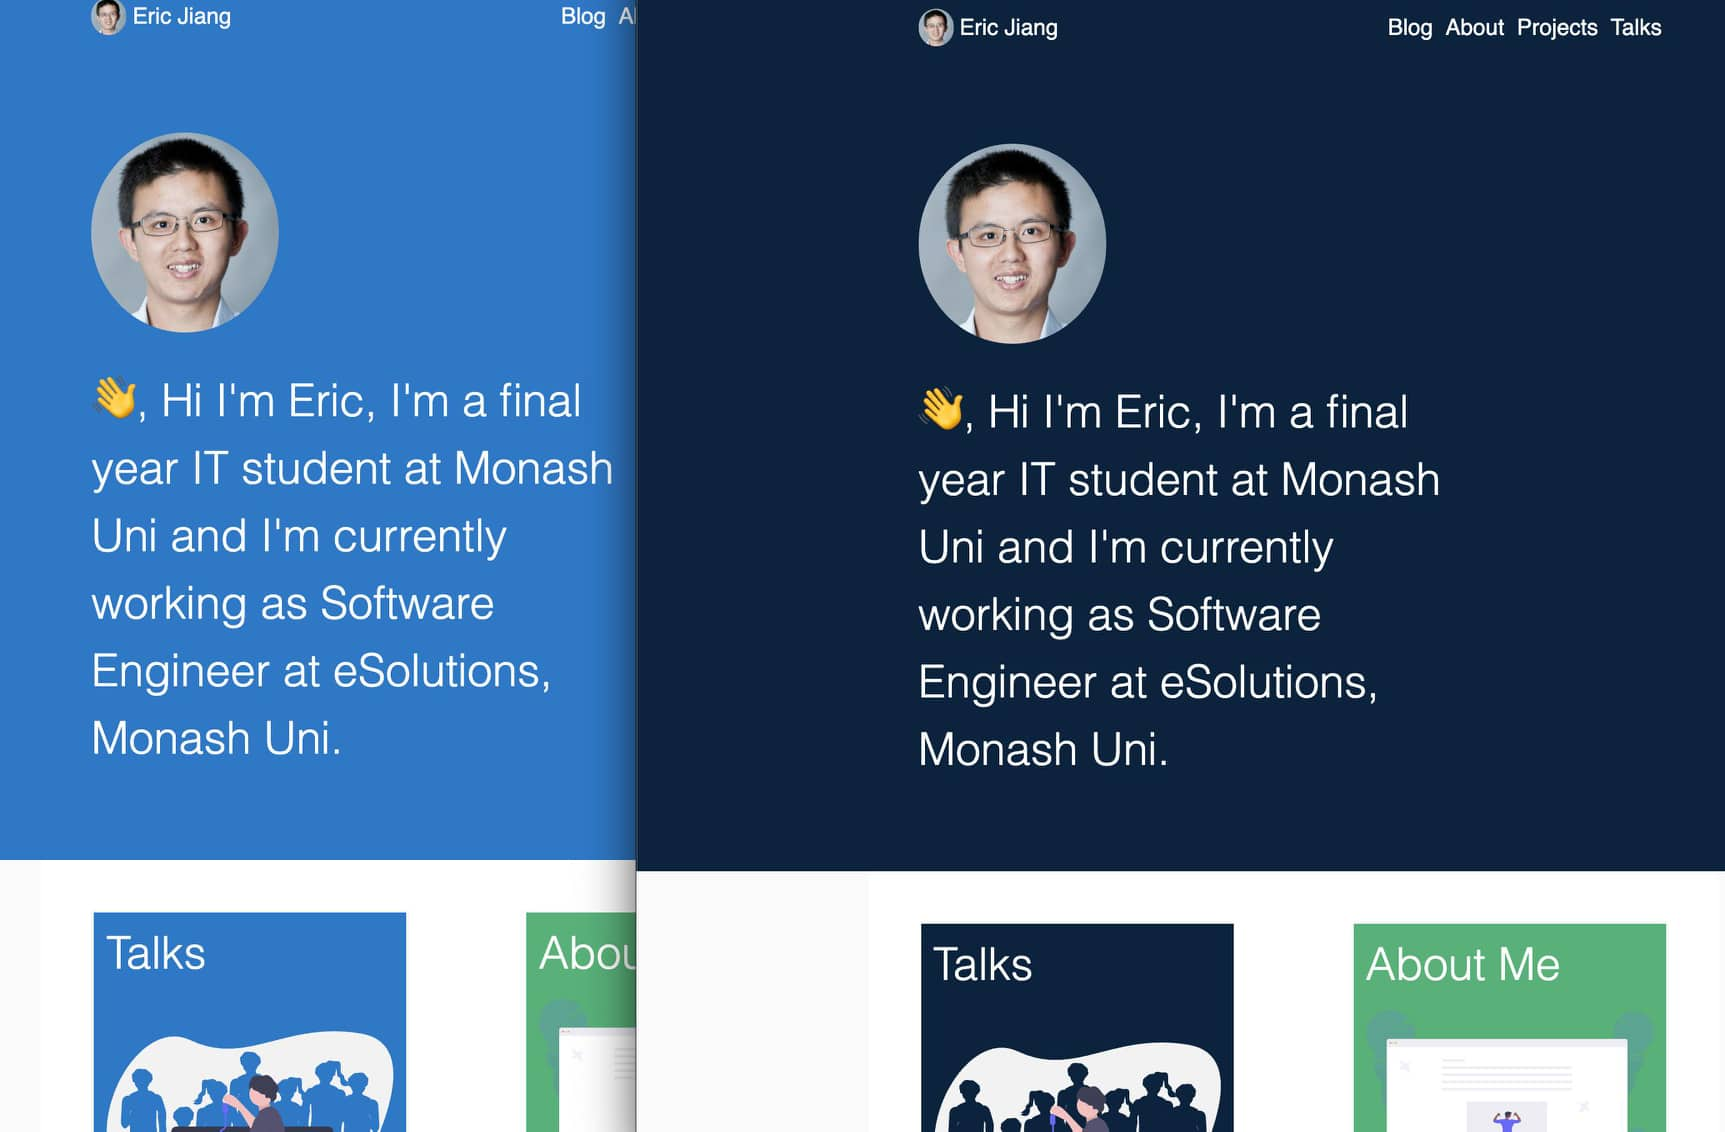 Eric Jiang
Blog
👋, Hi I'm Eric, I'm a final
year IT student at Monash
Uni and I'm currently
working as Software
Engineer at eSolutions,
Monash Uni.
Talks
Abou
Eric Jiang
Blog About Projects Talks
👋, Hi I'm Eric, I'm a final
year IT student at Monash
Uni and I'm currently
working as Software
Engineer at eSolutions,
Monash Uni.
Talks
About Me